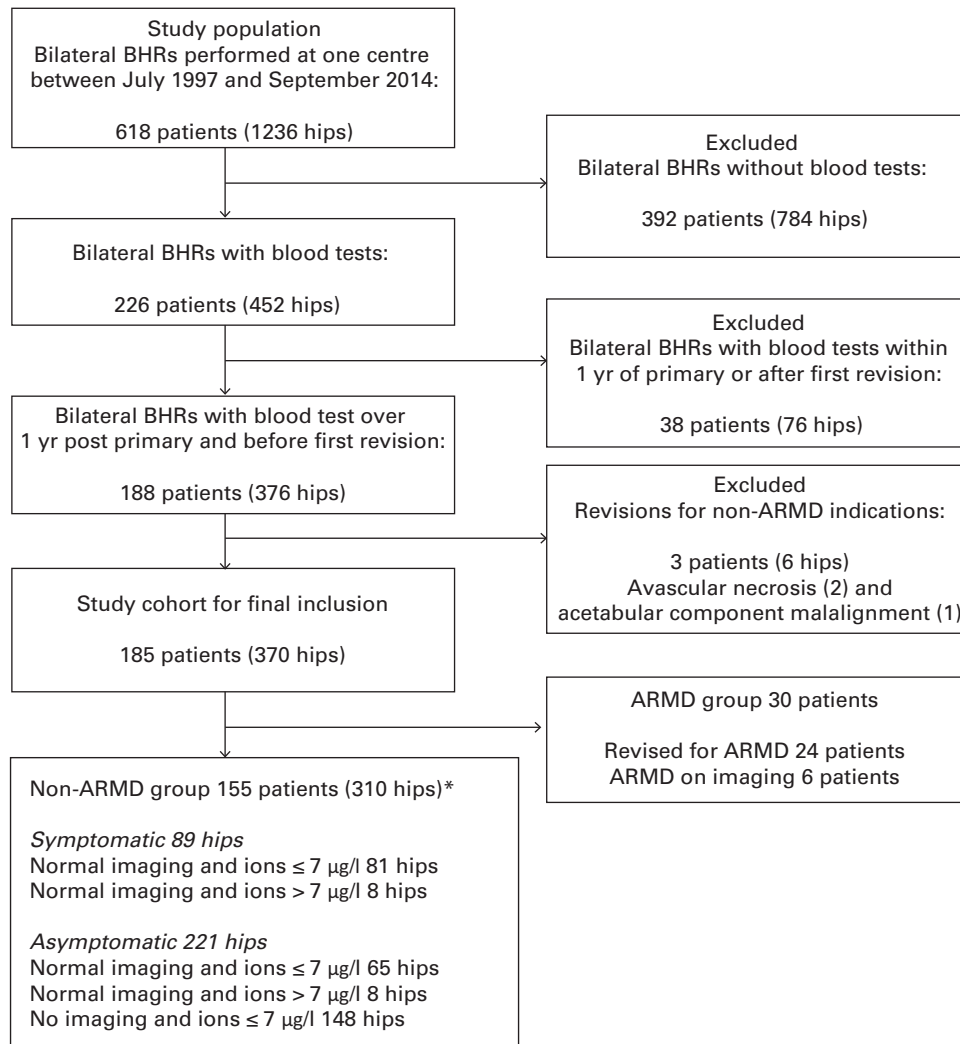 Study population
Bilateral BHRs performed at one centre
between July 1997 and September 2014:
618 patients (1236 hips)
Excluded
Bilateral BHRs without blood tests:
392 patients (784 hips)
Bilateral BHRs with blood tests:
226 patients (452 hips)
Excluded
Bilateral BHRs with blood tests within
1 yr of primary or after first revision:
38 patients (76 hips)
Bilateral BHRs with blood test over
1 yr post primary and before first revision:
188 patients (376 hips)
Excluded
Revisions for non-ARMD indications:
3 patients (6 hips)
Avascular necrosis (2) and
acetabular component malalignment (1)
Study cohort for final inclusion
185 patients (370 hips)
ARMD group 30 patients
Revised for ARMD 24 patients
ARMD on imaging 6 patients
Non-ARMD group 155 patients (310 hips)*
Symptomatic 89 hips
Normal imaging and ions ≤ 7 µg/l 81 hips
Normal imaging and ions > 7 µg/l 8 hips
Asymptomatic 221 hips
Normal imaging and ions ≤ 7 µg/l 65 hips
Normal imaging and ions > 7 µg/l 8 hips
No imaging and ions ≤ 7 µg/l 148 hips